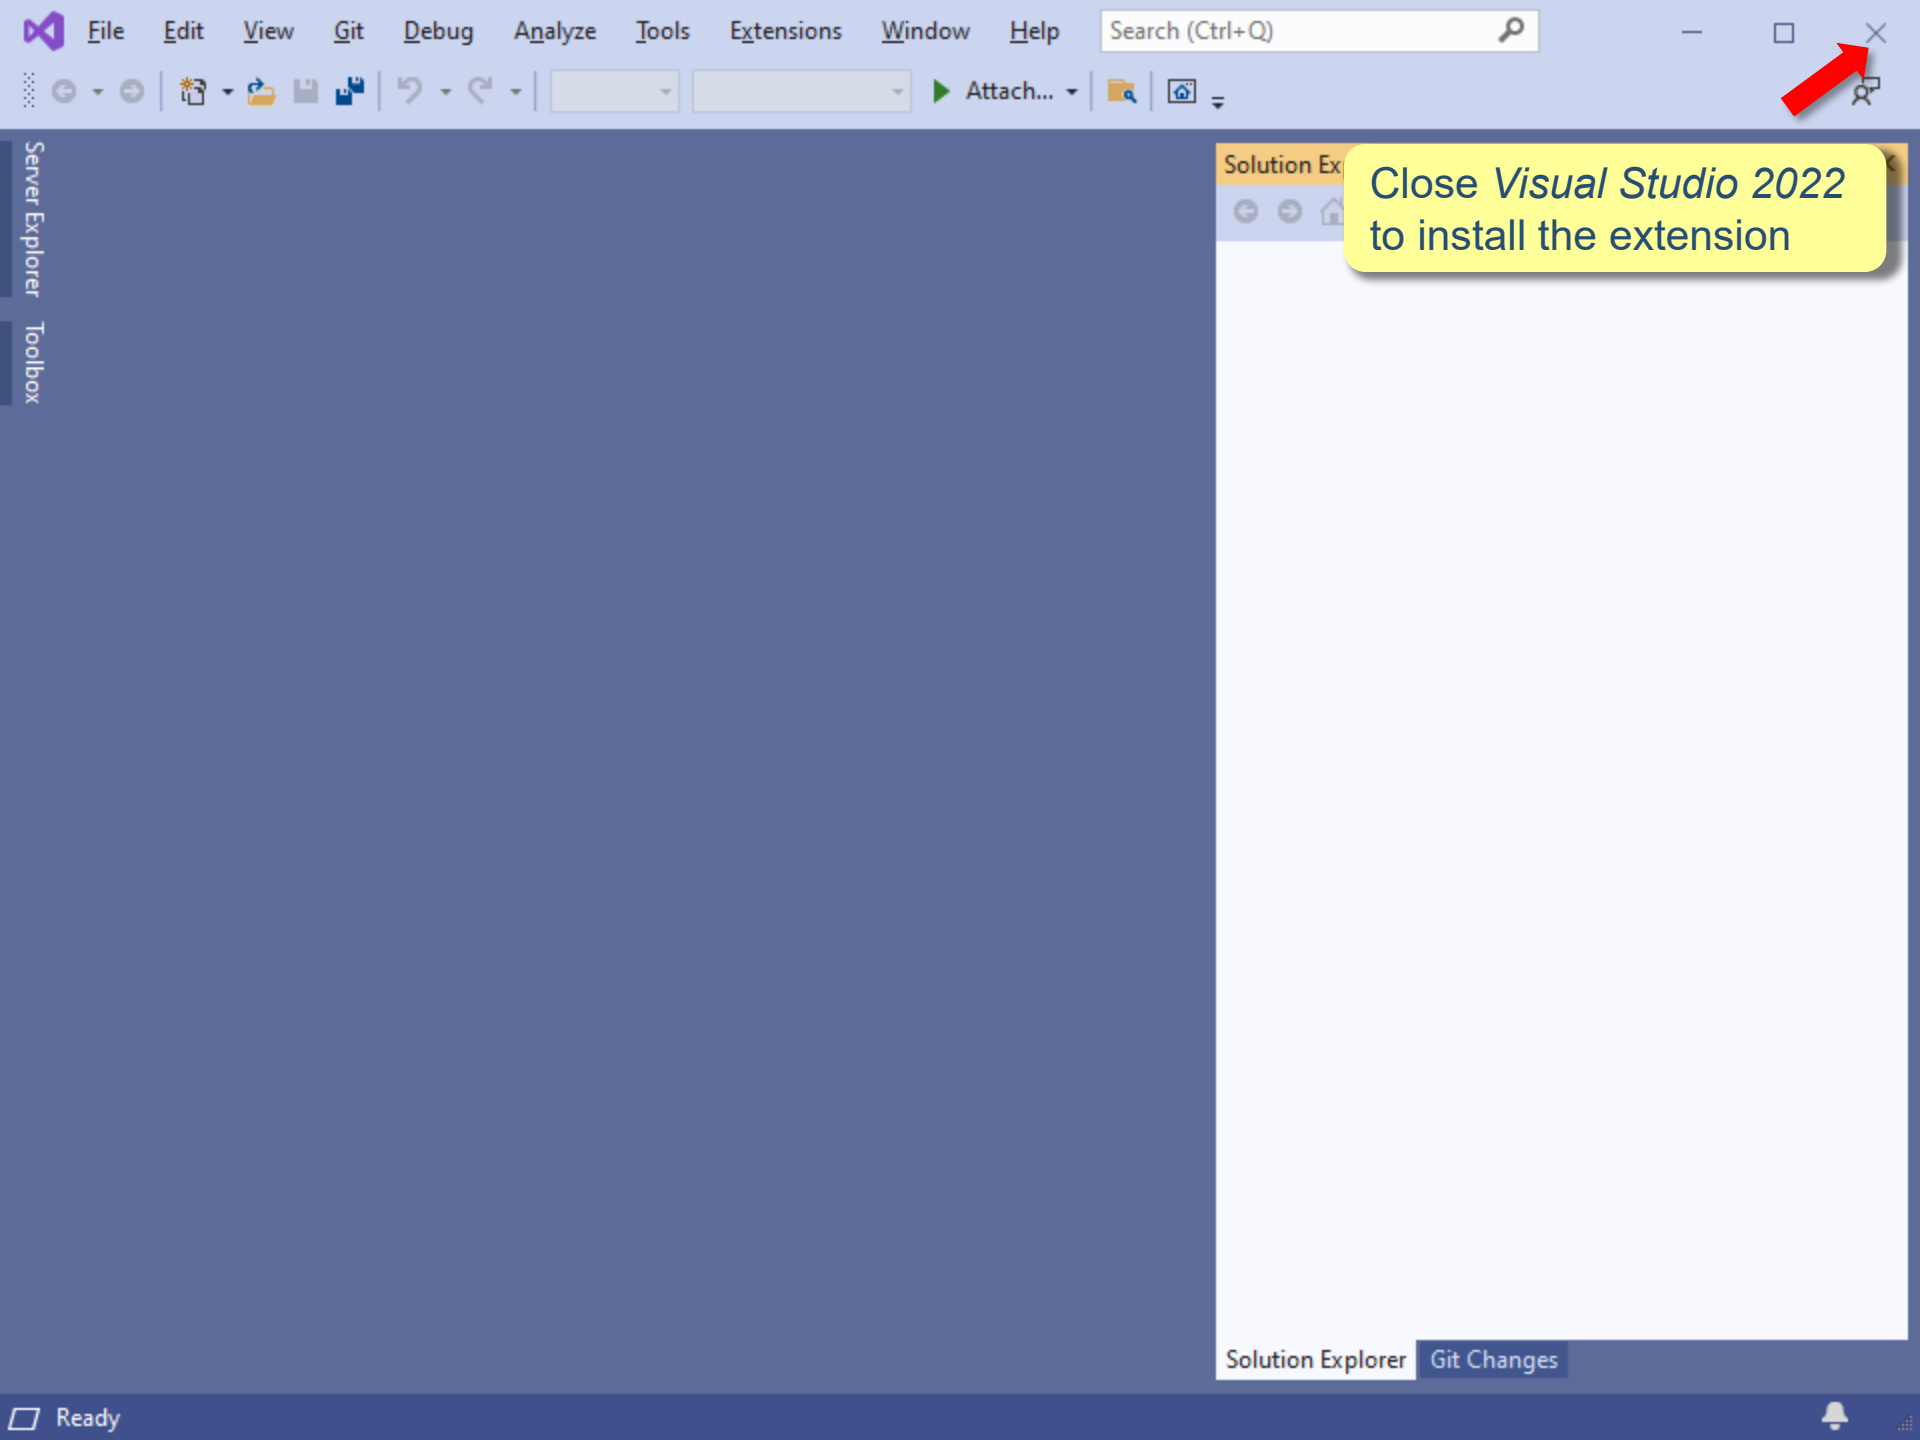 File Edit View Git Debug Analyze Tools Extensions Window Help Search (Ctrl+Q)
Attach...
Server Explorer
Toolbox
Solution Ex
Close Visual Studio 2022
to install the extension
Solution Explorer Git Changes
Ready